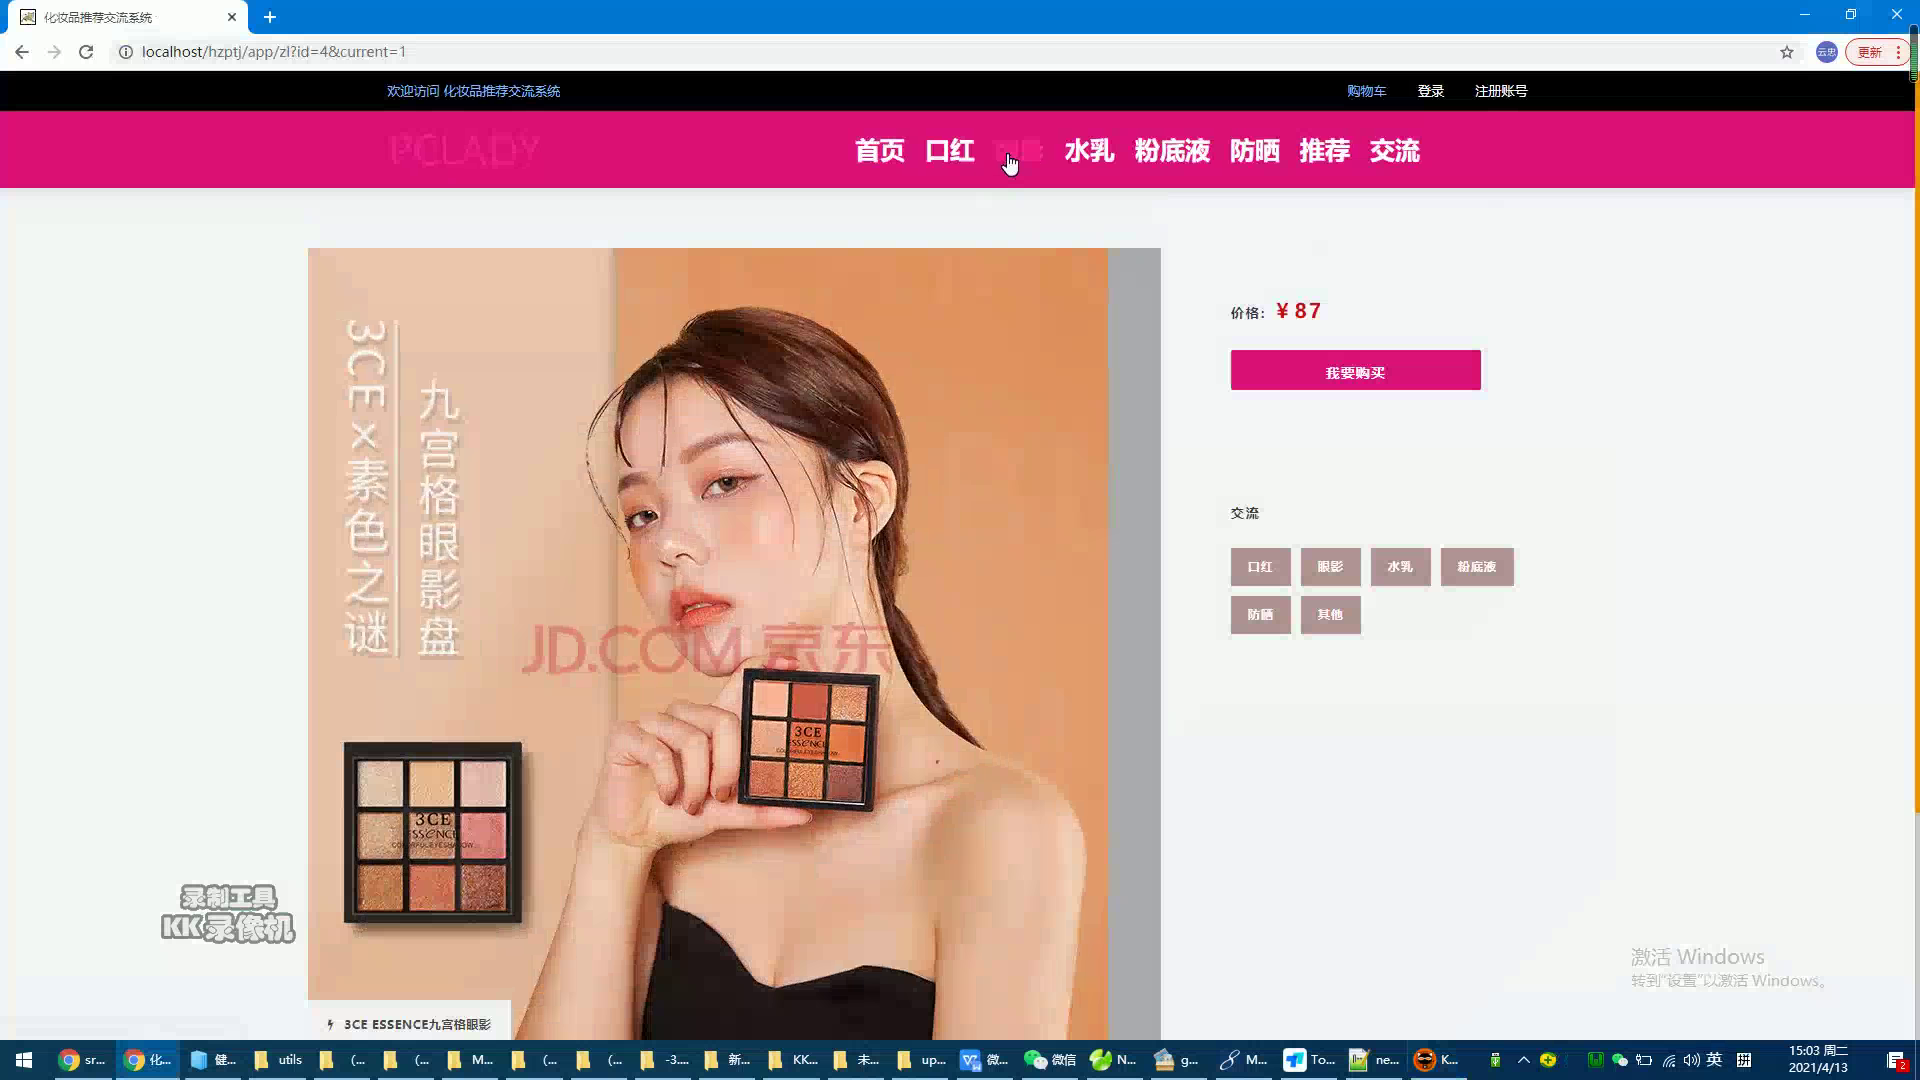 化妆品推荐交流系统
localhost/hzptj/app/zl?id=4&current=1
云忠
更新
欢迎访问 化妆品推荐交流系统
购物车 登录 注册账号
PCLADY
首页 口红 水乳 粉底液 防晒 推荐 交流
3CE×素色之谜
九宫格眼影盘
JD.COM 京东
3CE
ESSENCE
3CE
ESSENCE
价格: ¥ 87
我要购买
交流
口红 眼影 水乳 粉底液
防晒 其他
录制工具
KK 录像机
激活 Windows
转到"设置"以激活 Windows。
3CE ESSENCE九宫格眼影
sr... 化... 健... utils (... (... M... (... (... -3.... 新... KK... 未... up... 微... 微信 N... g... M... To... ne... K... 英 拼
15:03 周二
2021/4/13
2